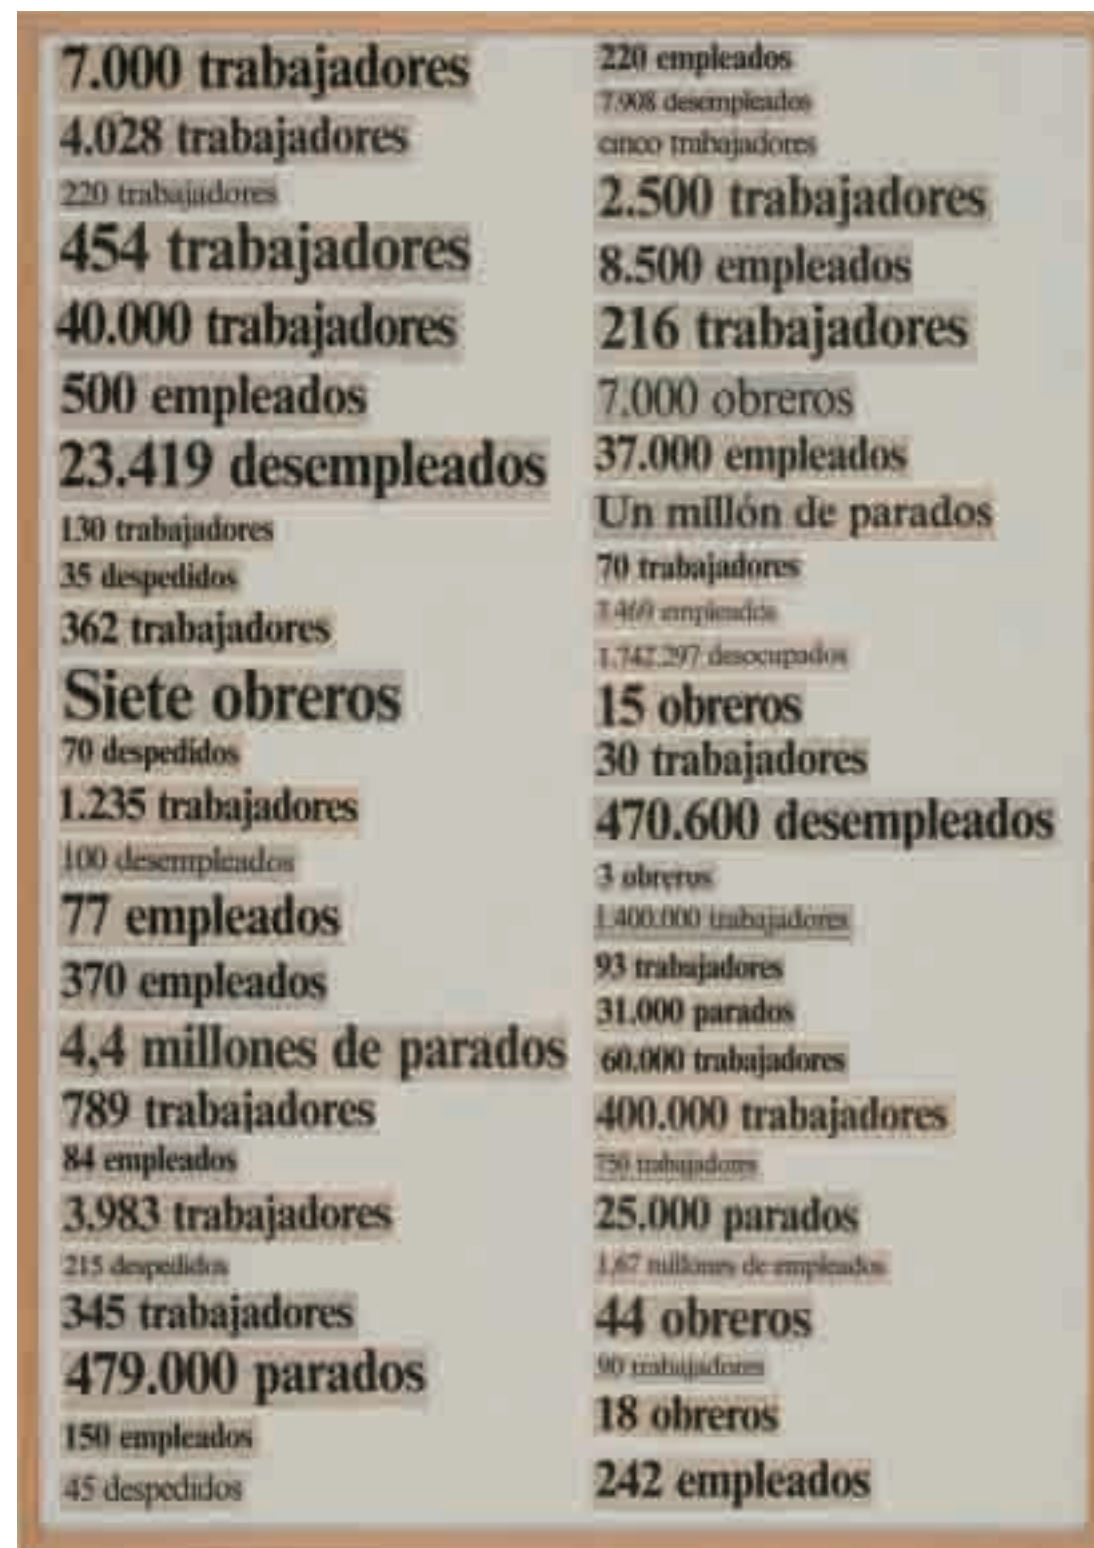 7.000 trabajadores
4.028 trabajadores
220 trabajadores
454 trabajadores
40.000 trabajadores
500 empleados
23.419 desempleados
130 trabajadores
35 despedidos
362 trabajadores
Siete obreros
70 despedidos
1.235 trabajadores
100 desempleados
77 empleados
370 empleados
4,4 millones de parados
789 trabajadores
84 empleados
3.983 trabajadores
215 despedidos
345 trabajadores
479.000 parados
150 empleados
45 despedidos
220 empleados
7.908 desempleados
cinco trabajadores
2.500 trabajadores
8.500 empleados
216 trabajadores
7.000 obreros
37.000 empleados
Un millón de parados
70 trabajadores
empleados
desocupados
15 obreros
30 trabajadores
470.600 desempleados
3 obreros
1.400.000 trabajadores
93 trabajadores
31.000 parados
60.000 trabajadores
400.000 trabajadores
750 trabajadores
25.000 parados
1,67 millones de empleados
44 obreros
90 trabajadores
18 obreros
242 empleados